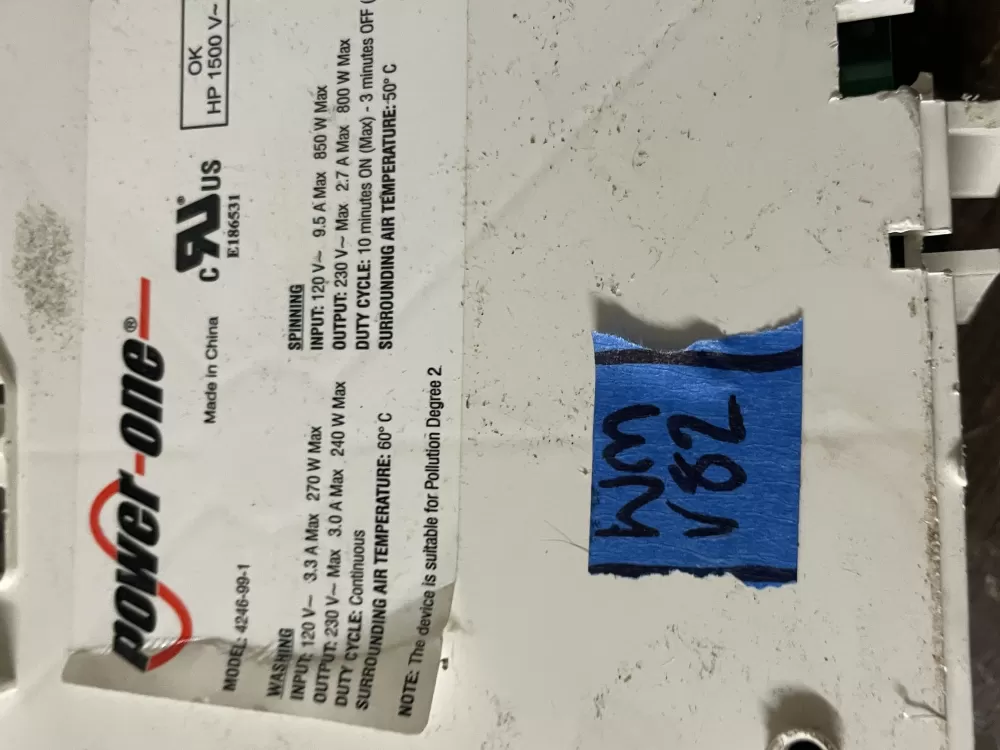 power-one®
Made in China
c RU US
E186531
OK
HP 1500 V~
MODEL: 4246-99-1
WASHING
INPUT: 120 V~ 3.3 A Max 270 W Max
OUTPUT: 230 V~ Max 3.0 A Max 240 W Max
DUTY CYCLE: Continuous
SURROUNDING AIR TEMPERATURE: 60° C
SPINNING
INPUT: 120 V~ 9.5 A Max 850 W Max
OUTPUT: 230 V~ Max 2.7 A Max 800 W Max
DUTY CYCLE: 10 minutes ON (Max) - 3 minutes OFF (
SURROUNDING AIR TEMPERATURE: 50° C
NOTE: The device is suitable for Pollution Degree 2.
WM
V82